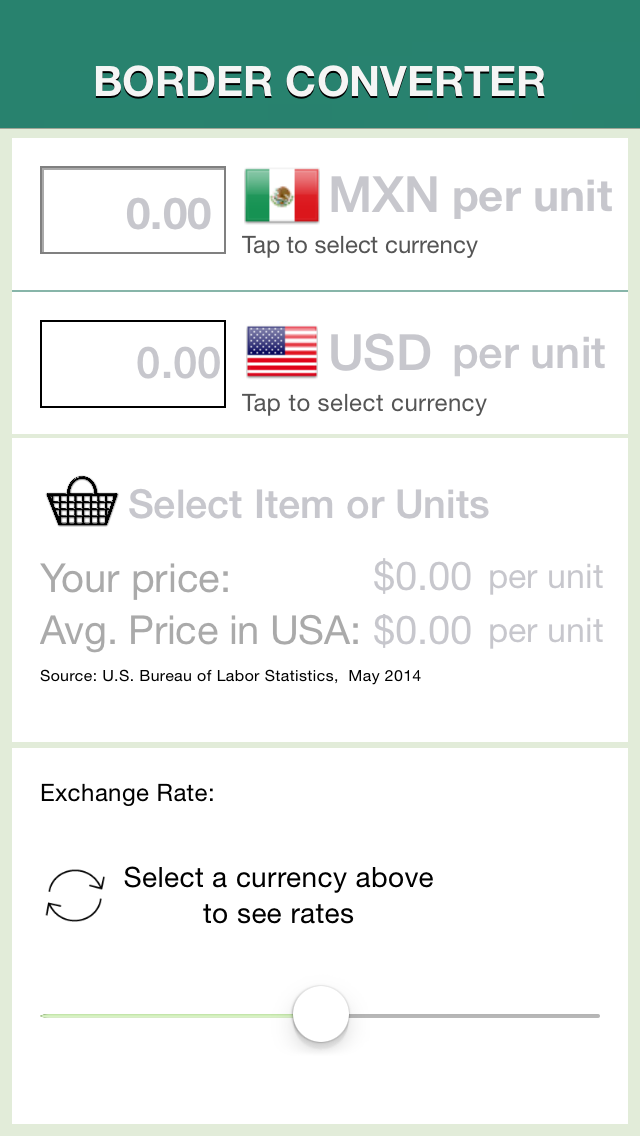 BORDER CONVERTER
0.00 MXN per unit
Tap to select currency
0.00 USD per unit
Tap to select currency
Select Item or Units
Your price: $0.00 per unit
Avg. Price in USA: $0.00 per unit
Source: U.S. Bureau of Labor Statistics, May 2014
Exchange Rate:
Select a currency above
to see rates